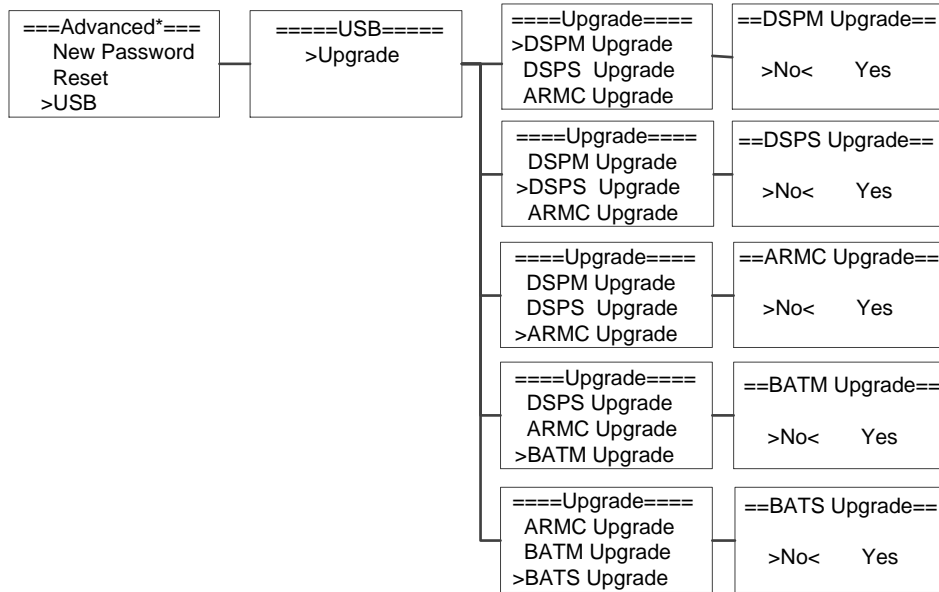 ===Advanced*===
New Password
Reset
>USB
=====USB=====
>Upgrade
====Upgrade====
>DSPM Upgrade
DSPS Upgrade
ARMC Upgrade
==DSPM Upgrade==
>No< Yes
====Upgrade====
DSPM Upgrade
>DSPS Upgrade
ARMC Upgrade
==DSPS Upgrade==
>No< Yes
====Upgrade====
DSPM Upgrade
DSPS Upgrade
>ARMC Upgrade
==ARMC Upgrade==
>No< Yes
====Upgrade====
DSPS Upgrade
ARMC Upgrade
>BATM Upgrade
==BATM Upgrade==
>No< Yes
====Upgrade====
ARMC Upgrade
BATM Upgrade
>BATS Upgrade
==BATS Upgrade==
>No< Yes